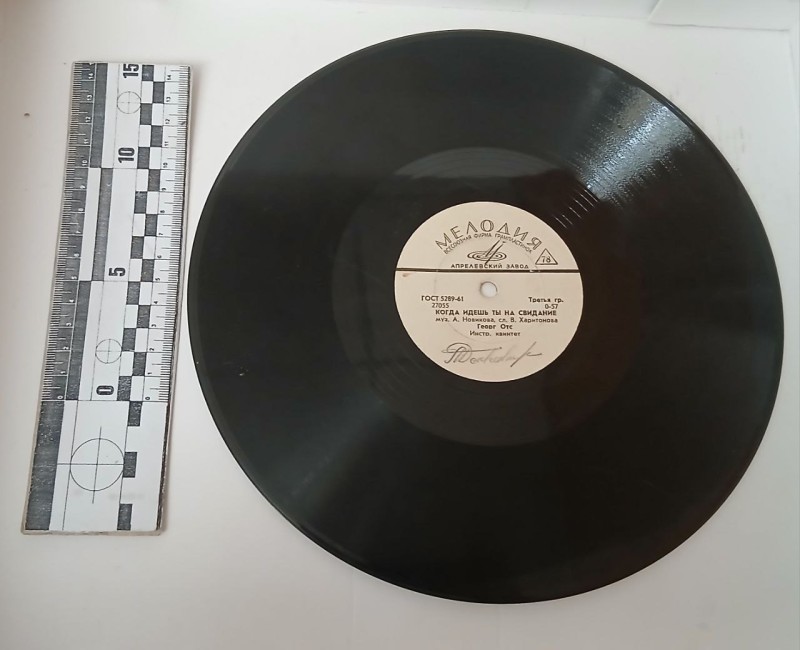 МЕЛОДИЯ
ВСЕСОЮЗНАЯ ФИРМА ГРАМПЛАСТИНОК
АПРЕЛЕВСКИЙ ЗАВОД
78
ГОСТ 5289-61
Третья гр.
27055
0-57
КОГДА ИДЕШЬ ТЫ НА СВИДАНИЕ
муз. А. Новикова, сл. В. Харитонова
Георг Отс
Инстр. квинтет
15
10
5
0